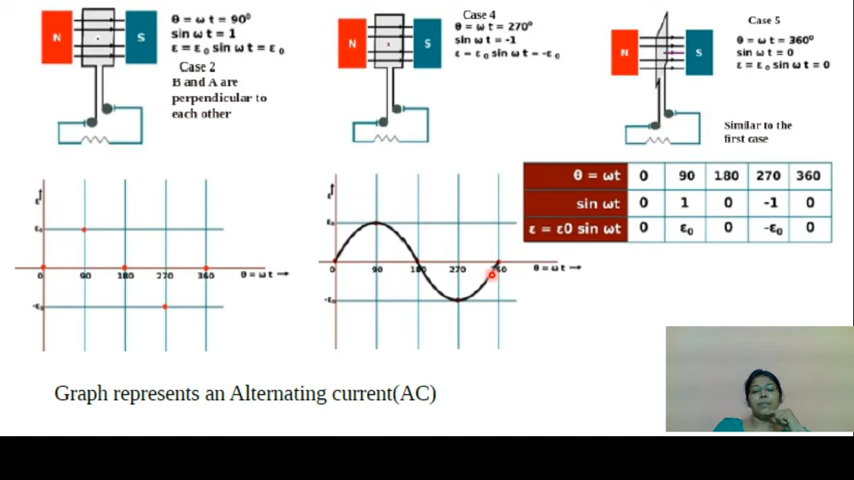 N
S
θ = ω t = 90⁰
sin ω t = 1
ε = ε₀ sin ω t = ε₀
Case 2
B and A are
perpendicular to
each other
N
S
Case 4
θ = ω t = 270⁰
sin ω t = -1
ε = ε₀ sin ω t = -ε₀
N
S
Case 5
θ = ω t = 360⁰
sin ω t = 0
ε = ε₀ sin ω t = 0
Similar to the
first case
ε
ε₀
0 90 180 270 360 θ = ω t →
-ε₀
ε
ε₀
0 90 180 270 360 θ = ω t →
-ε₀
θ = ωt 0 90 180 270 360
sin ωt 0 1 0 -1 0
ε = ε0 sin ωt 0 ε₀ 0 -ε₀ 0
Graph represents an Alternating current(AC)